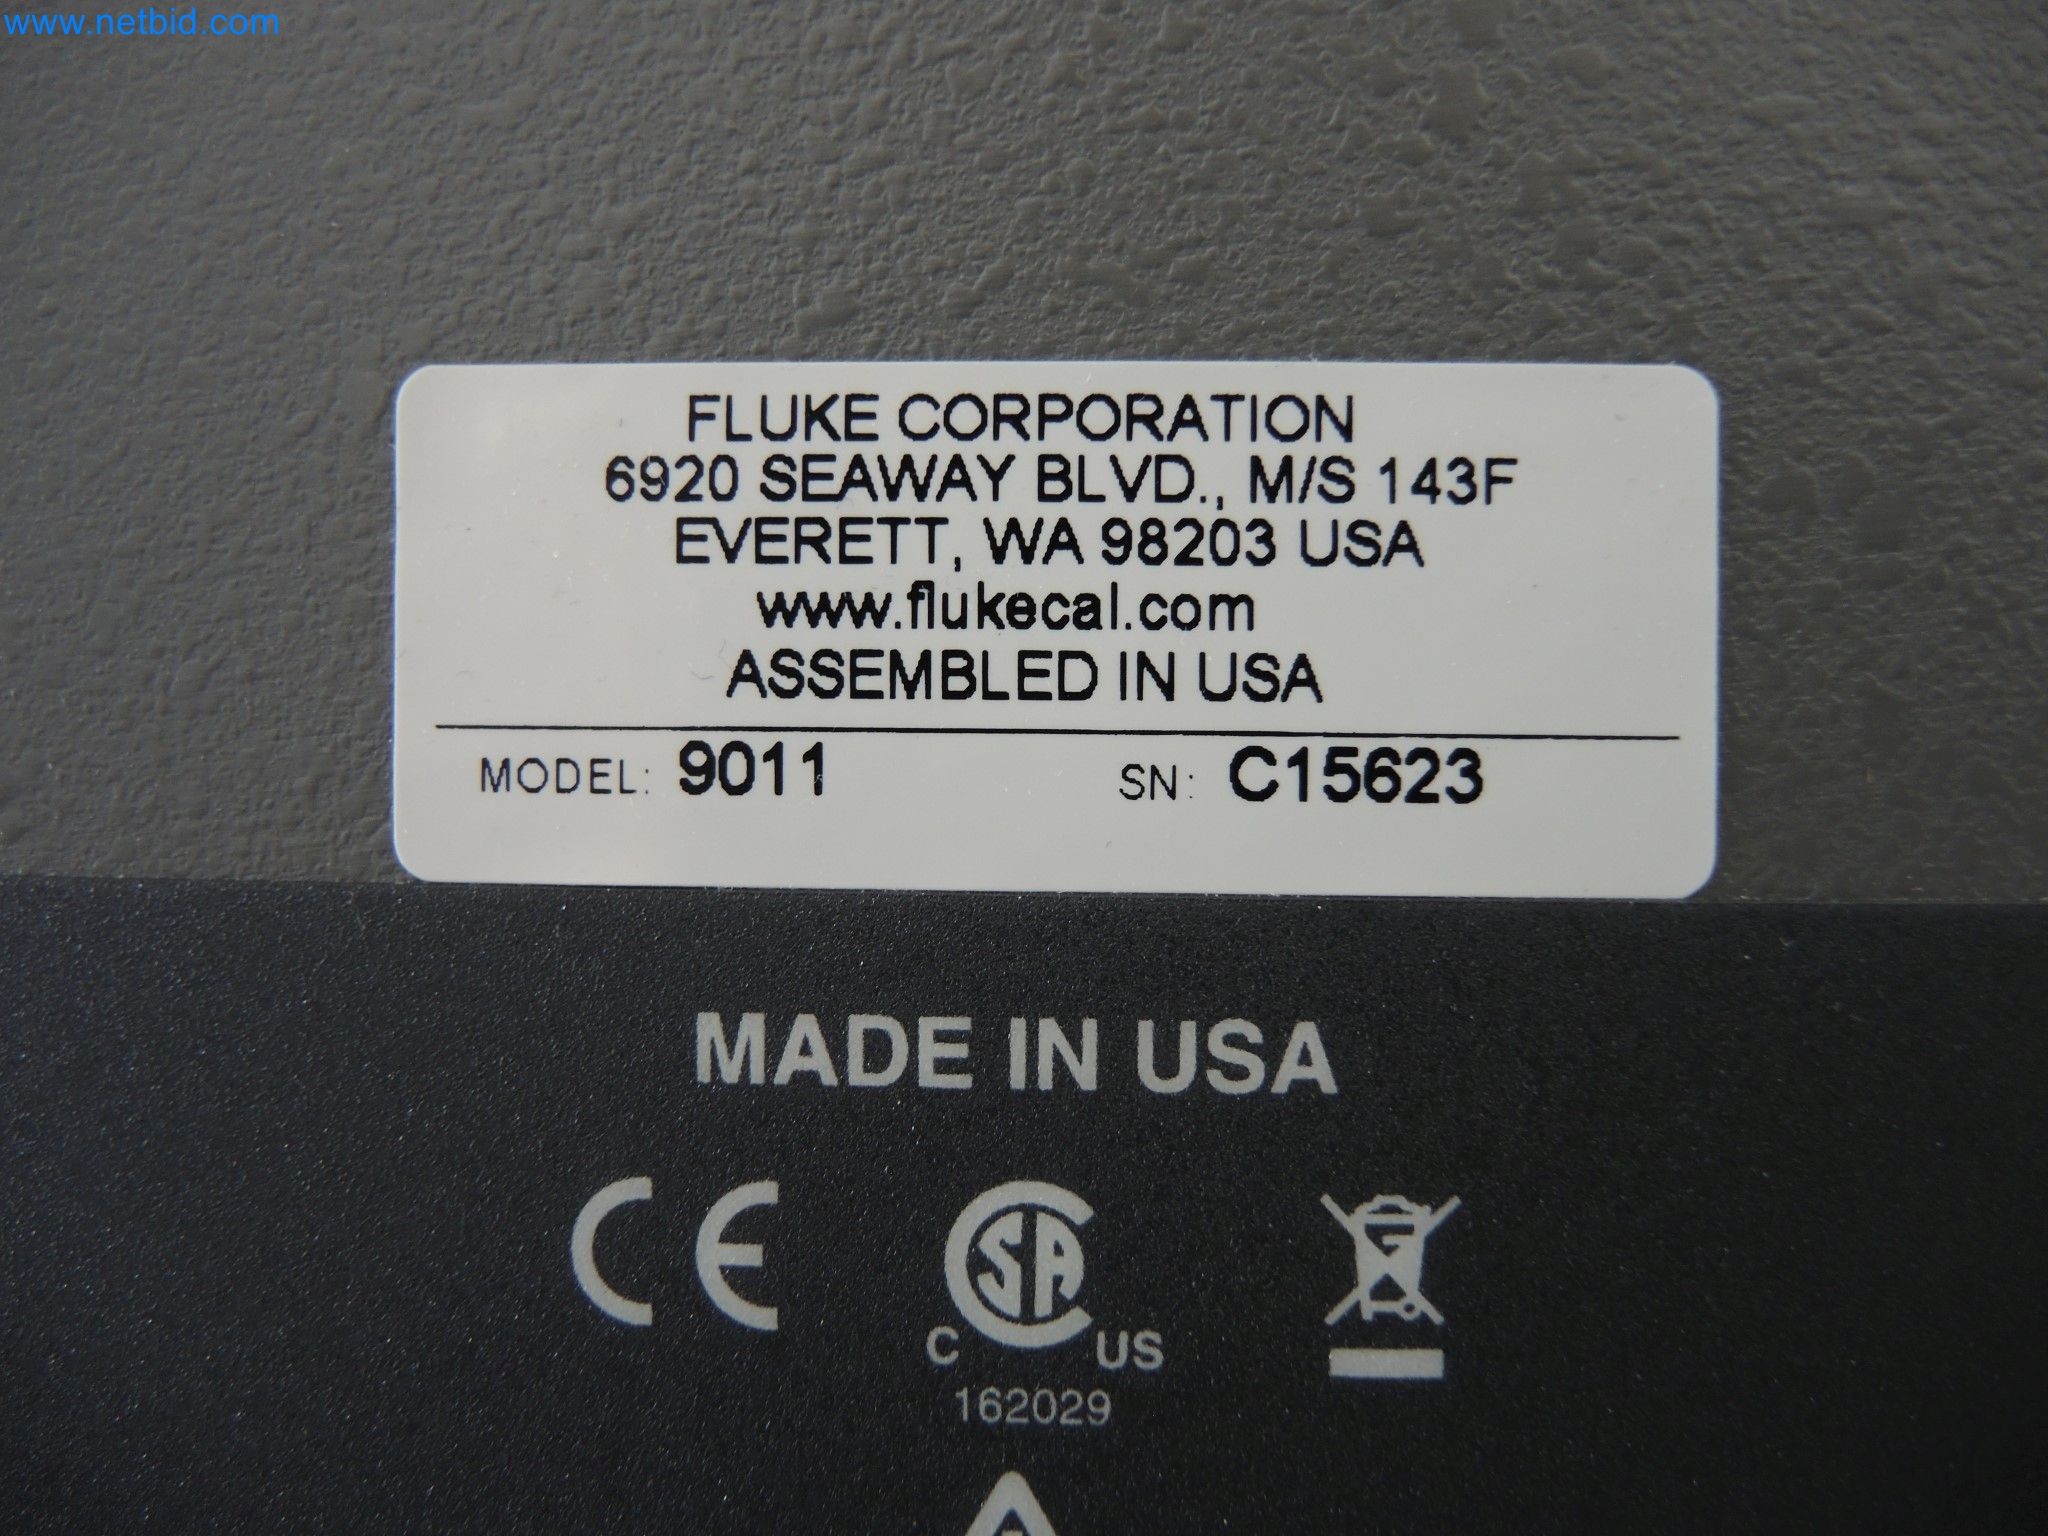 www.netbid.com
FLUKE CORPORATION
6920 SEAWAY BLVD., M/S 143F
EVERETT, WA 98203 USA
www.flukecal.com
ASSEMBLED IN USA
MODEL: 9011 SN: C15623
MADE IN USA
CE
CSA
C US
162029